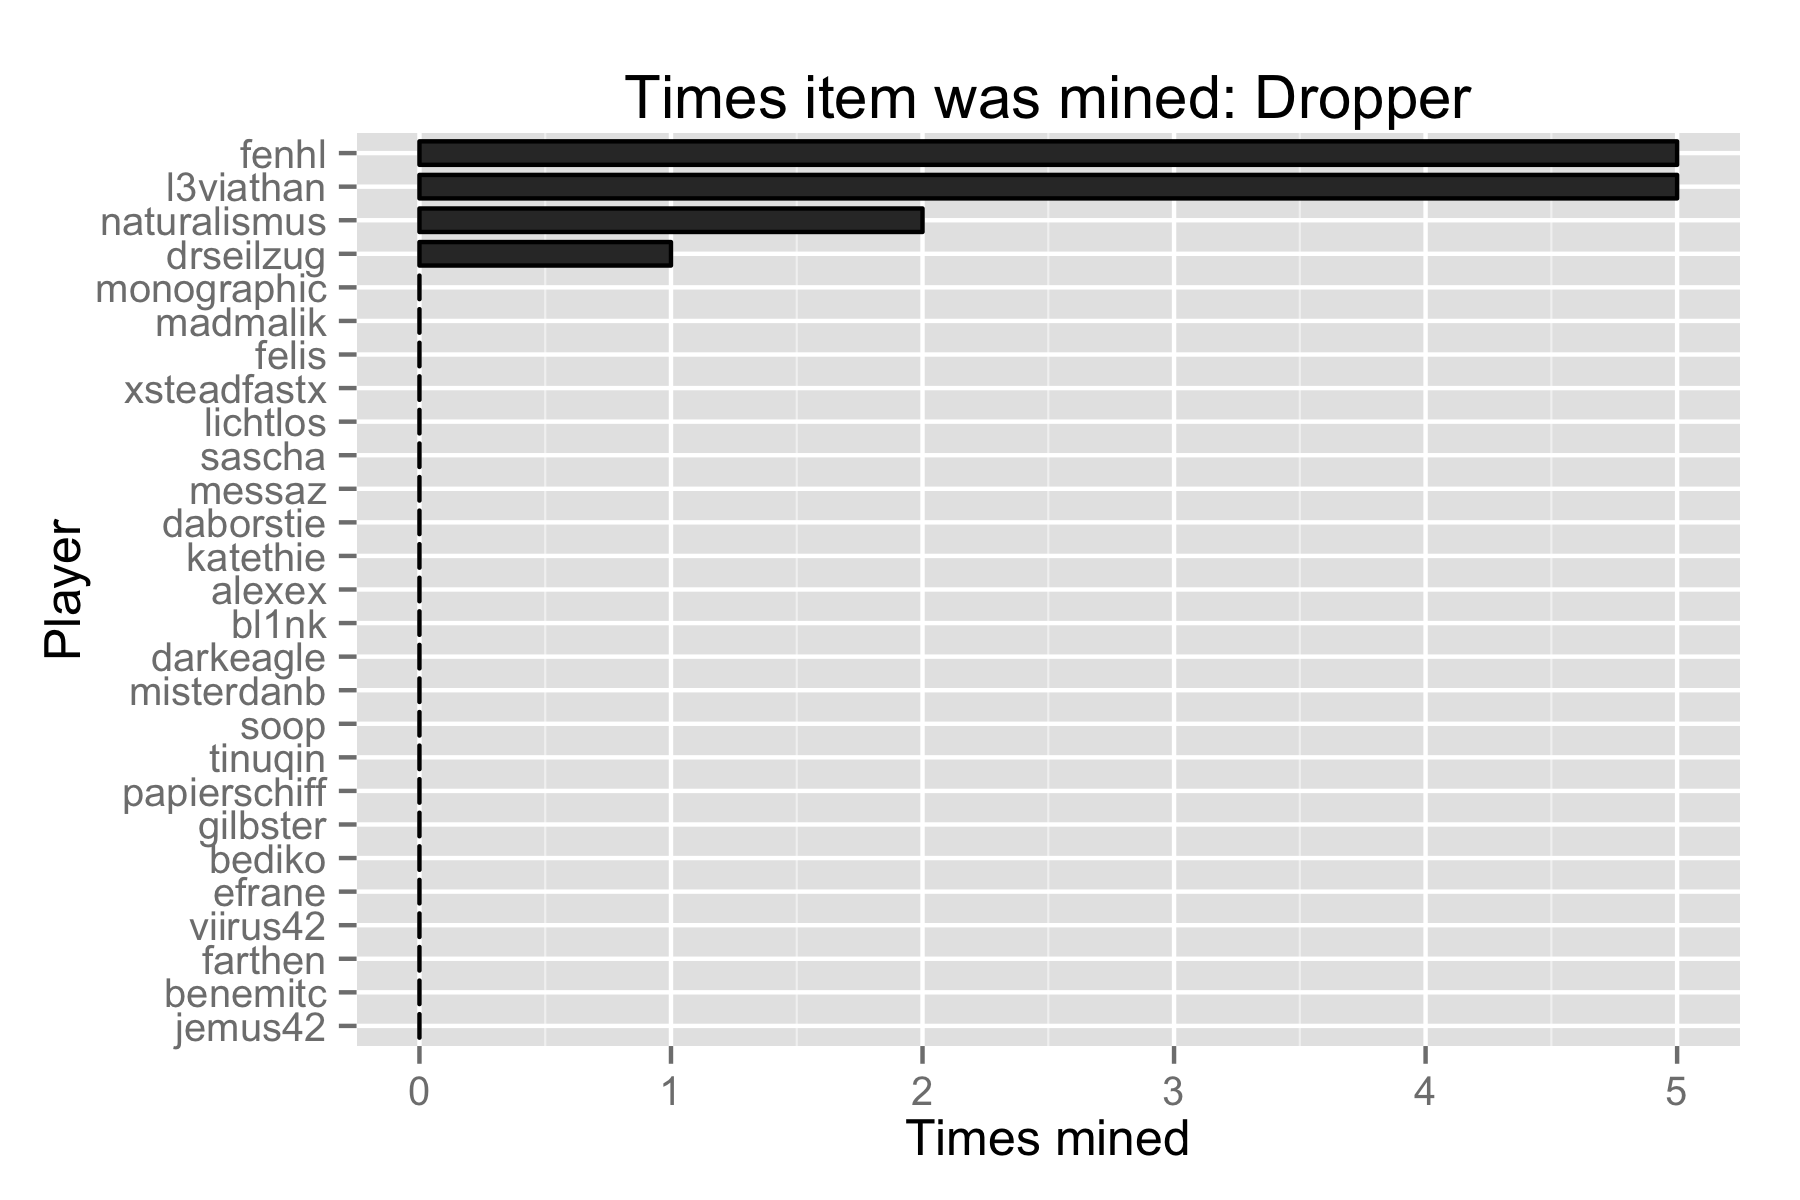 Times item was mined: Dropper
fenhl
l3viathan
naturalismus
drseilzug
monographic
madmalik
felis
xsteadfastx
lichtlos
sascha
messaz
daborstie
katethie
alexex
bl1nk
darkeagle
misterdanb
soop
tinuqin
papierschiff
gilbster
bediko
efrane
viirus42
farthen
benemitc
jemus42
Player
0 1 2 3 4 5
Times mined